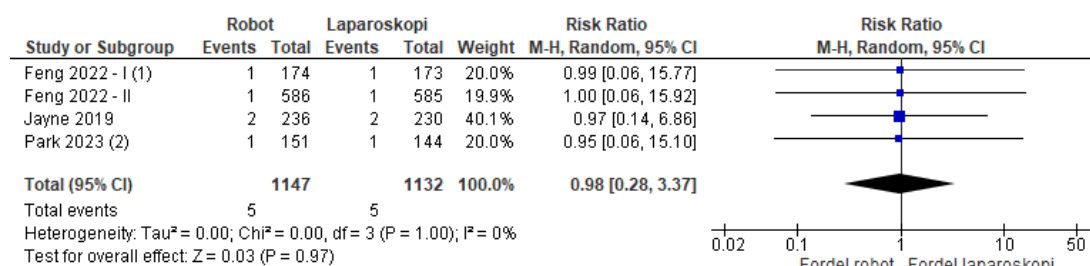 Robot Laparoskopi Risk Ratio Risk Ratio
Study or Subgroup Events Total Events Total Weight M-H, Random, 95% CI M-H, Random, 95% CI
Feng 2022 - I (1) 1 174 1 173 20.0% 0.99 [0.06, 15.77]
Feng 2022 - II 1 586 1 585 19.9% 1.00 [0.06, 15.92]
Jayne 2019 2 236 2 230 40.1% 0.97 [0.14, 6.86]
Park 2023 (2) 1 151 1 144 20.0% 0.95 [0.06, 15.10]
Total (95% CI) 1147 1132 100.0% 0.98 [0.28, 3.37]
Total events 5 5
Heterogeneity: Tau² = 0.00; Chi² = 0.00, df = 3 (P = 1.00); I² = 0%
Test for overall effect: Z = 0.03 (P = 0.97)
0.02 0.1 1 10 50
Fordel robot Fordel laparoskopi